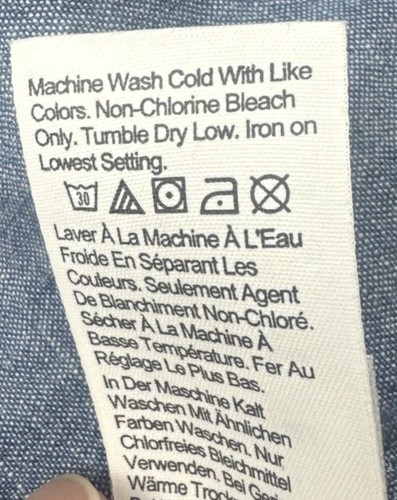 Machine Wash Cold With Like
Colors. Non-Chlorine Bleach
Only. Tumble Dry Low. Iron on
Lowest Setting.
30
Laver À La Machine À L'Eau
Froide En Séparant Les
Couleurs. Seulement Agent
De Blanchiment Non-Chloré.
Sécher À La Machine À
Basse Température. Fer Au
Réglage Le Plus Bas.
In Der Maschine Kalt
Waschen Mit Ähnlichen
Farben Waschen. Nur
Chlorfreies Bleichmittel
Verwenden. Bei
Wärme